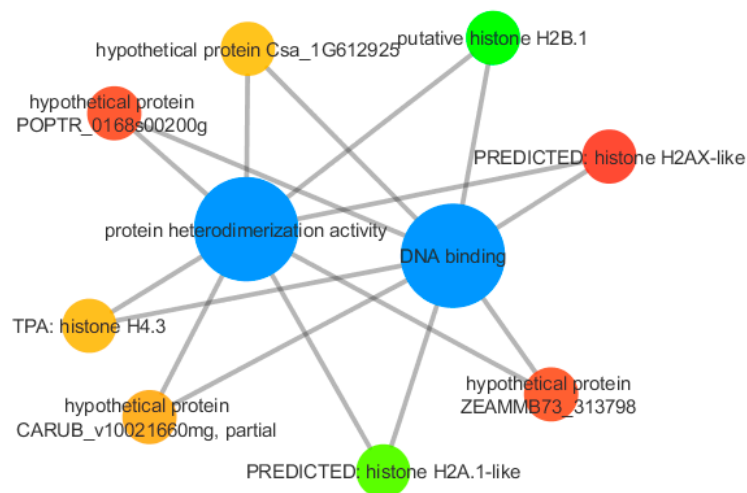 putative histone H2B.1
hypothetical protein Csa_1G612925
hypothetical protein
POPTR_0168s00200g
PREDICTED: histone H2AX-like
protein heterodimerization activity
DNA binding
TPA: histone H4.3
hypothetical protein
ZEAMMB73_313798
hypothetical protein
CARUB_v10021660mg, partial
PREDICTED: histone H2A.1-like